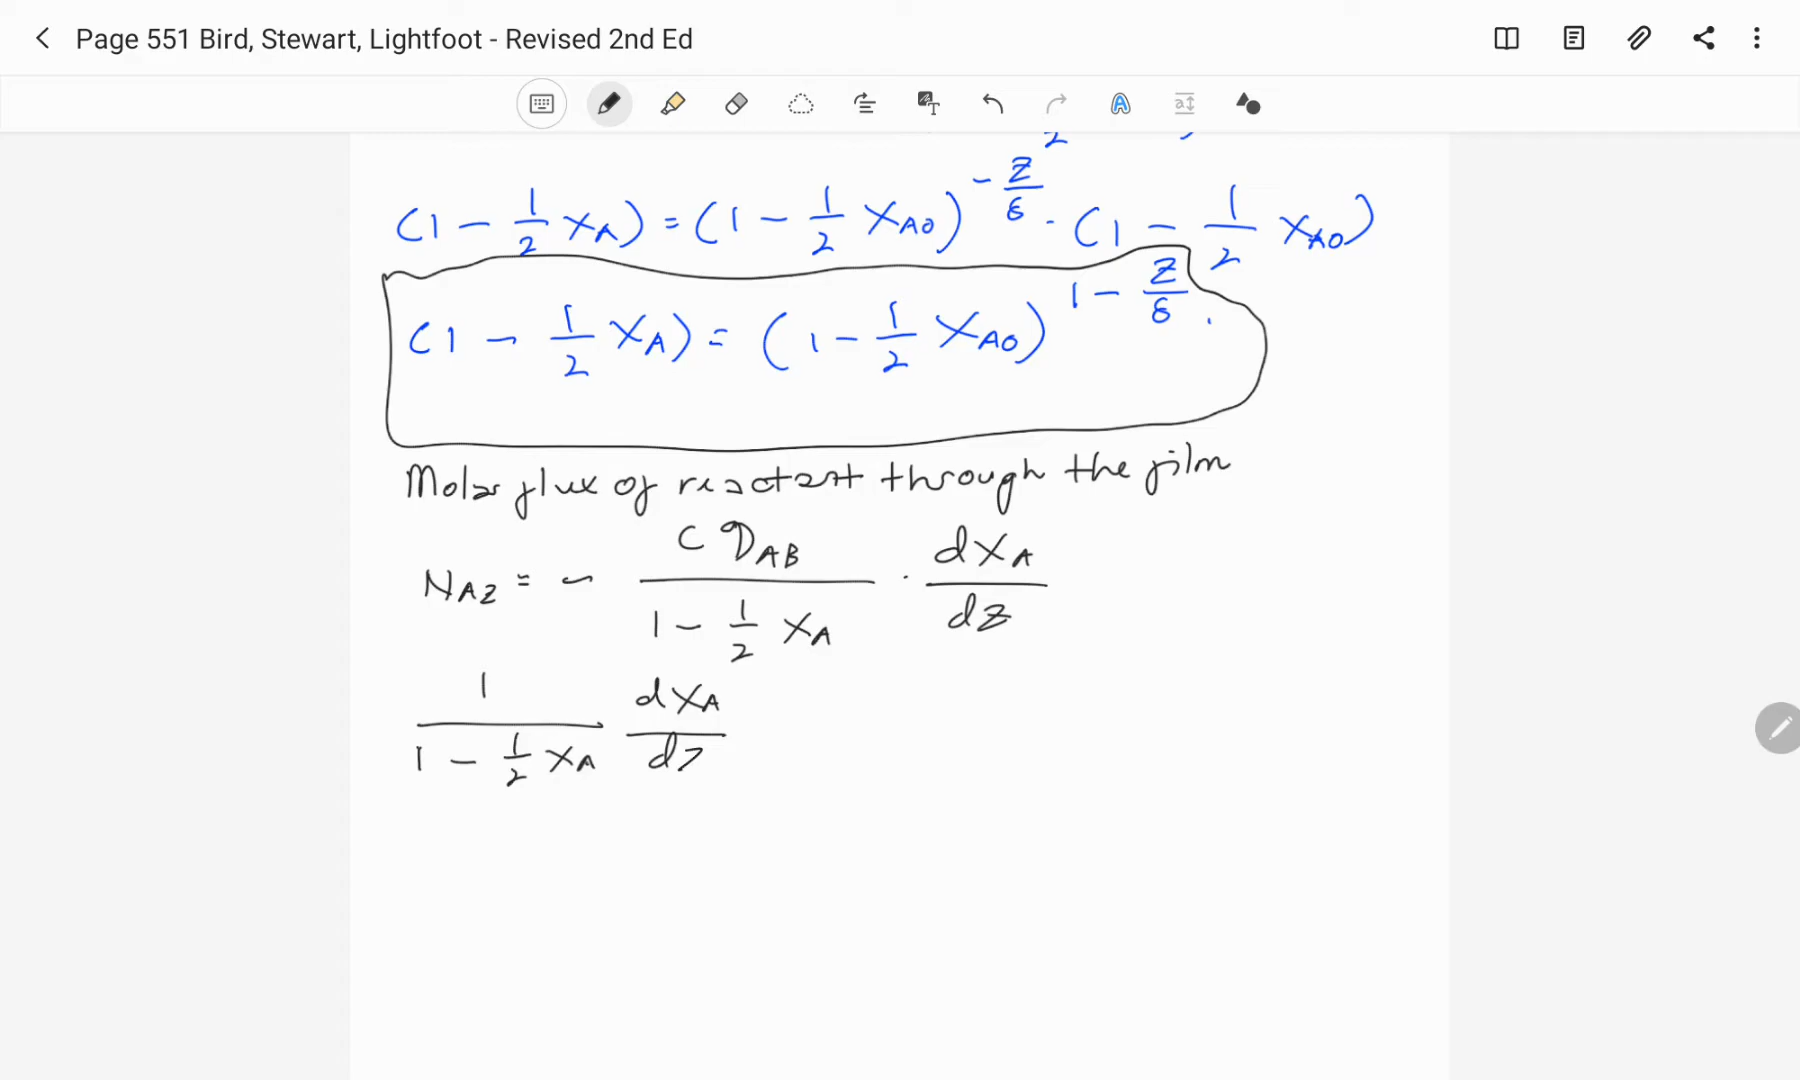 Page 551 Bird, Stewart, Lightfoot - Revised 2nd Ed
(1 - 1/2 XA) = (1 - 1/2 XA0)^(-z/δ) · (1 - 1/2 XA0)
(1 - 1/2 XA) = (1 - 1/2 XA0)^(1 - z/δ).
Molar flux of reactant through the film
NAZ = - C 𝒟AB / (1 - 1/2 XA) · dXA/dz
1 / (1 - 1/2 XA) dXA/dz